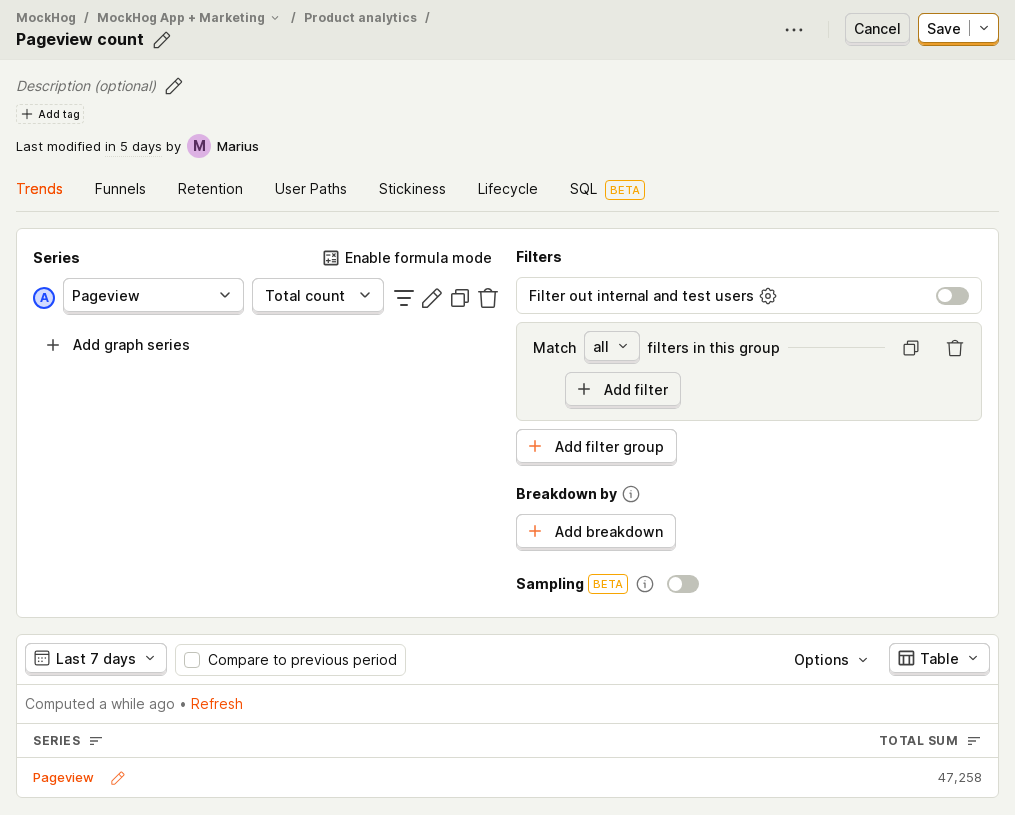 MockHog / MockHog App + Marketing / Product analytics /
Pageview count
Cancel
Save
Description (optional)
Add tag
Last modified in 5 days by M Marius
Trends Funnels Retention User Paths Stickiness Lifecycle SQL BETA
Series
Enable formula mode
A Pageview Total count
Add graph series
Filters
Filter out internal and test users
Match all filters in this group
Add filter
Add filter group
Breakdown by
Add breakdown
Sampling BETA
Last 7 days Compare to previous period Options Table
Computed a while ago • Refresh
SERIES TOTAL SUM
Pageview 47,258